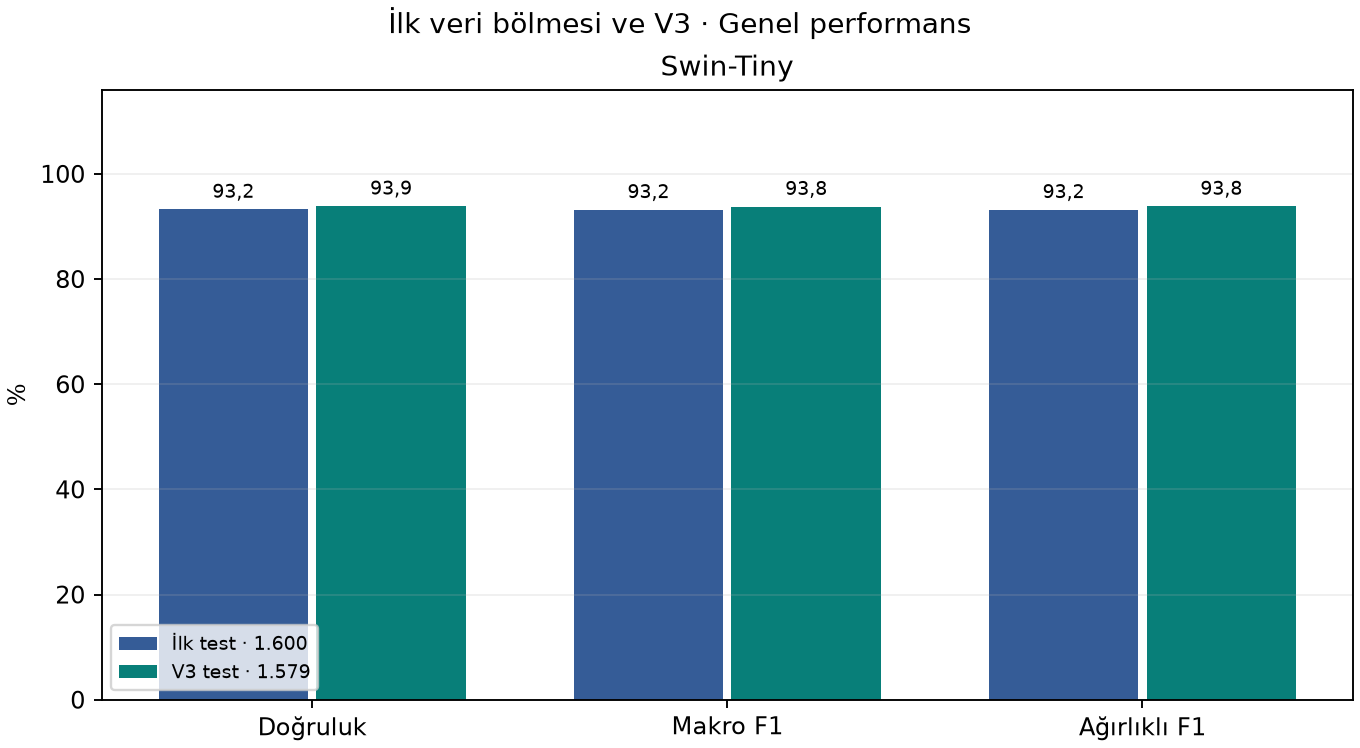 İlk veri bölmesi ve V3 · Genel performans
Swin-Tiny
%
100
80
60
40
20
0
93,2
93,9
93,2
93,8
93,2
93,8
İlk test · 1.600
V3 test · 1.579
Doğruluk
Makro F1
Ağırlıklı F1